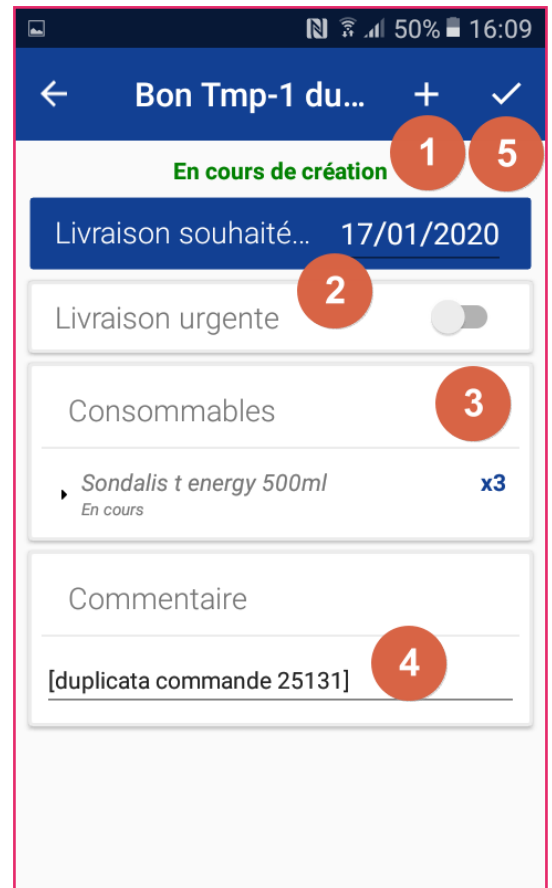 50% 16:09
Bon Tmp-1 du...
1 5
En cours de création
Livraison souhaité... 17/01/2020
2
Livraison urgente
Consommables 3
Sondalis t energy 500ml x3
En cours
Commentaire
4
[duplicata commande 25131]